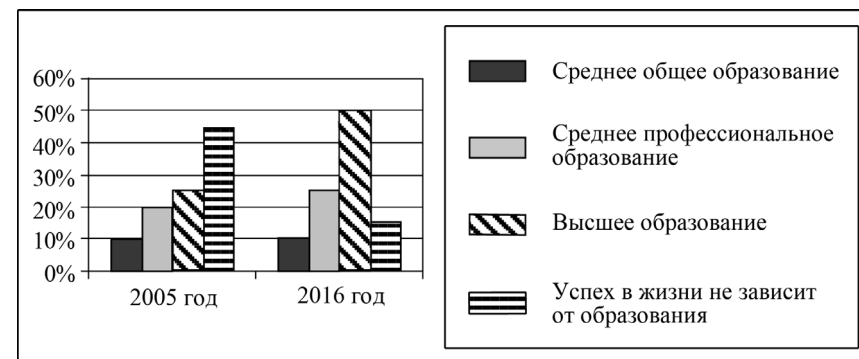 60%
50%
40%
30%
20%
10%
0%
2005 год
2016 год
Среднее общее образование
Среднее профессиональное
образование
Высшее образование
Успех в жизни не зависит
от образования